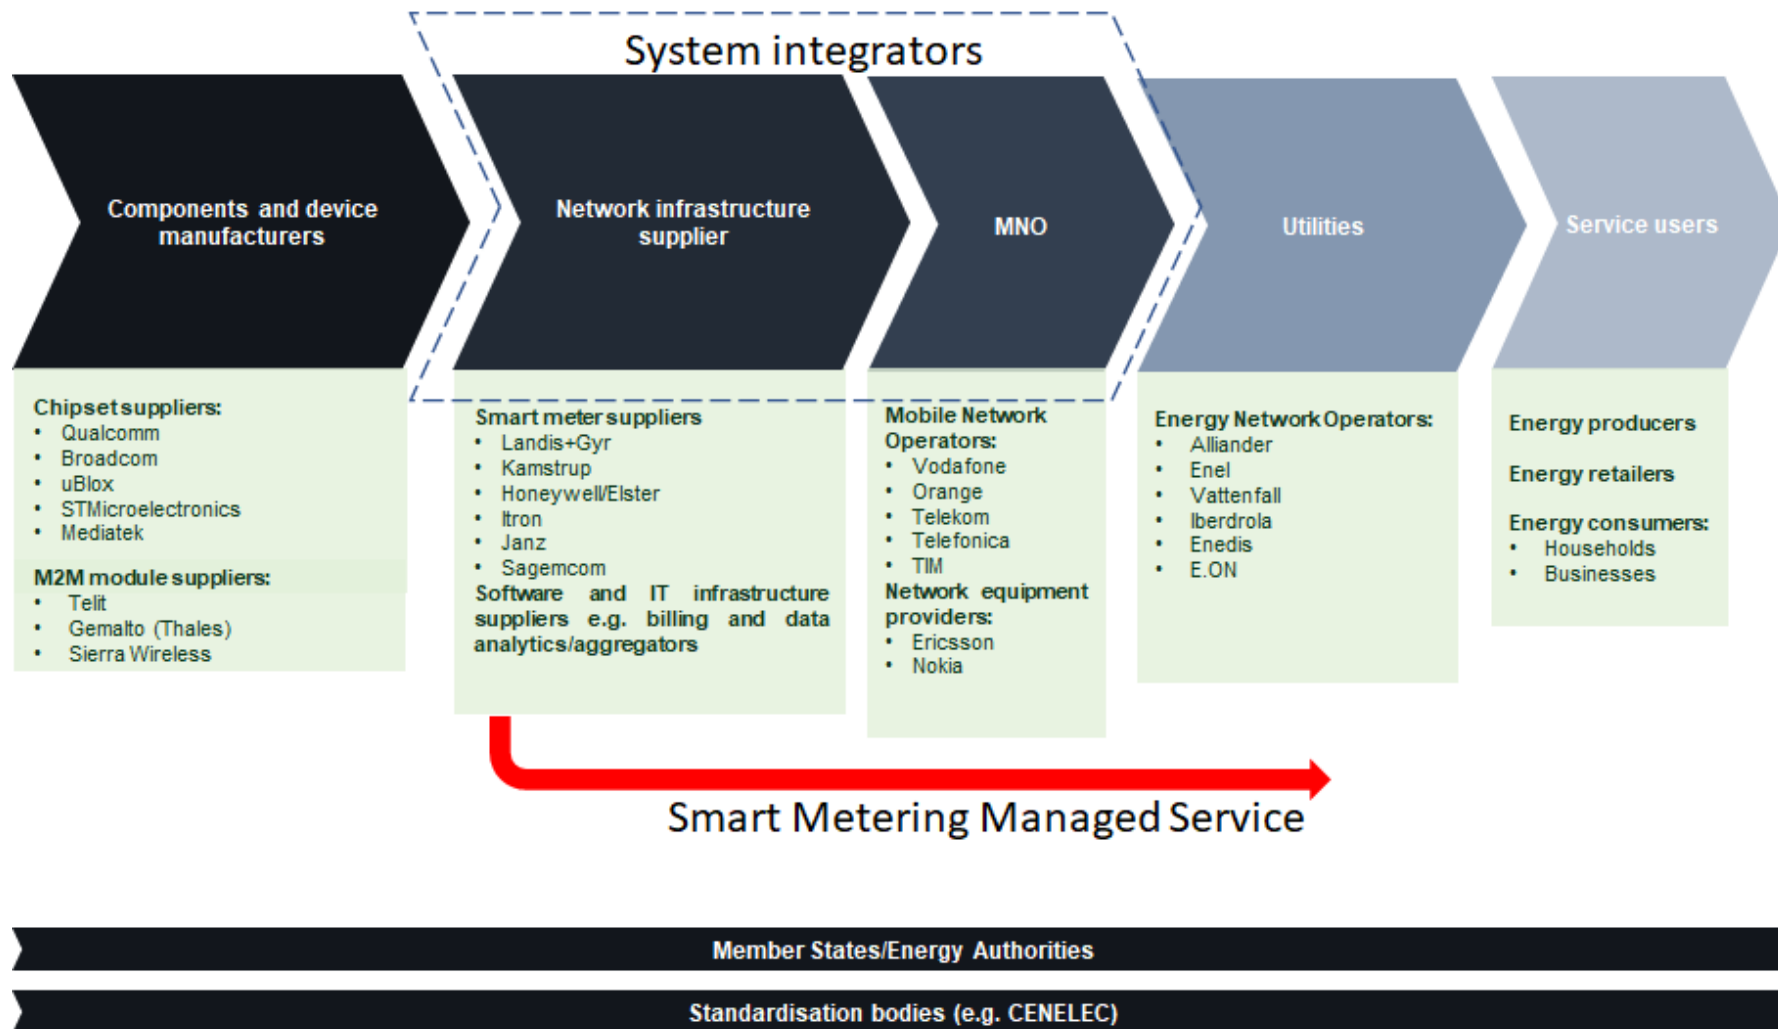 System integrators
Components and device
manufacturers
Network infrastructure
supplier
MNO
Utilities
Service users
Chipset suppliers:
• Qualcomm
• Broadcom
• uBlox
• STMicroelectronics
• Mediatek
M2M module suppliers:
• Telit
• Gemalto (Thales)
• Sierra Wireless
Smart meter suppliers
• Landis+Gyr
• Kamstrup
• Honeywell/Elster
• Itron
• Janz
• Sagemcom
Software and IT infrastructure
suppliers e.g. billing and data
analytics/aggregators
Mobile Network
Operators:
• Vodafone
• Orange
• Telekom
• Telefonica
• TIM
Network equipment
providers:
• Ericsson
• Nokia
Energy Network Operators:
• Alliander
• Enel
• Vattenfall
• Iberdrola
• Enedis
• E.ON
Energy producers
Energy retailers
Energy consumers:
• Households
• Businesses
Smart Metering Managed Service
Member States/Energy Authorities
Standardisation bodies (e.g. CENELEC)